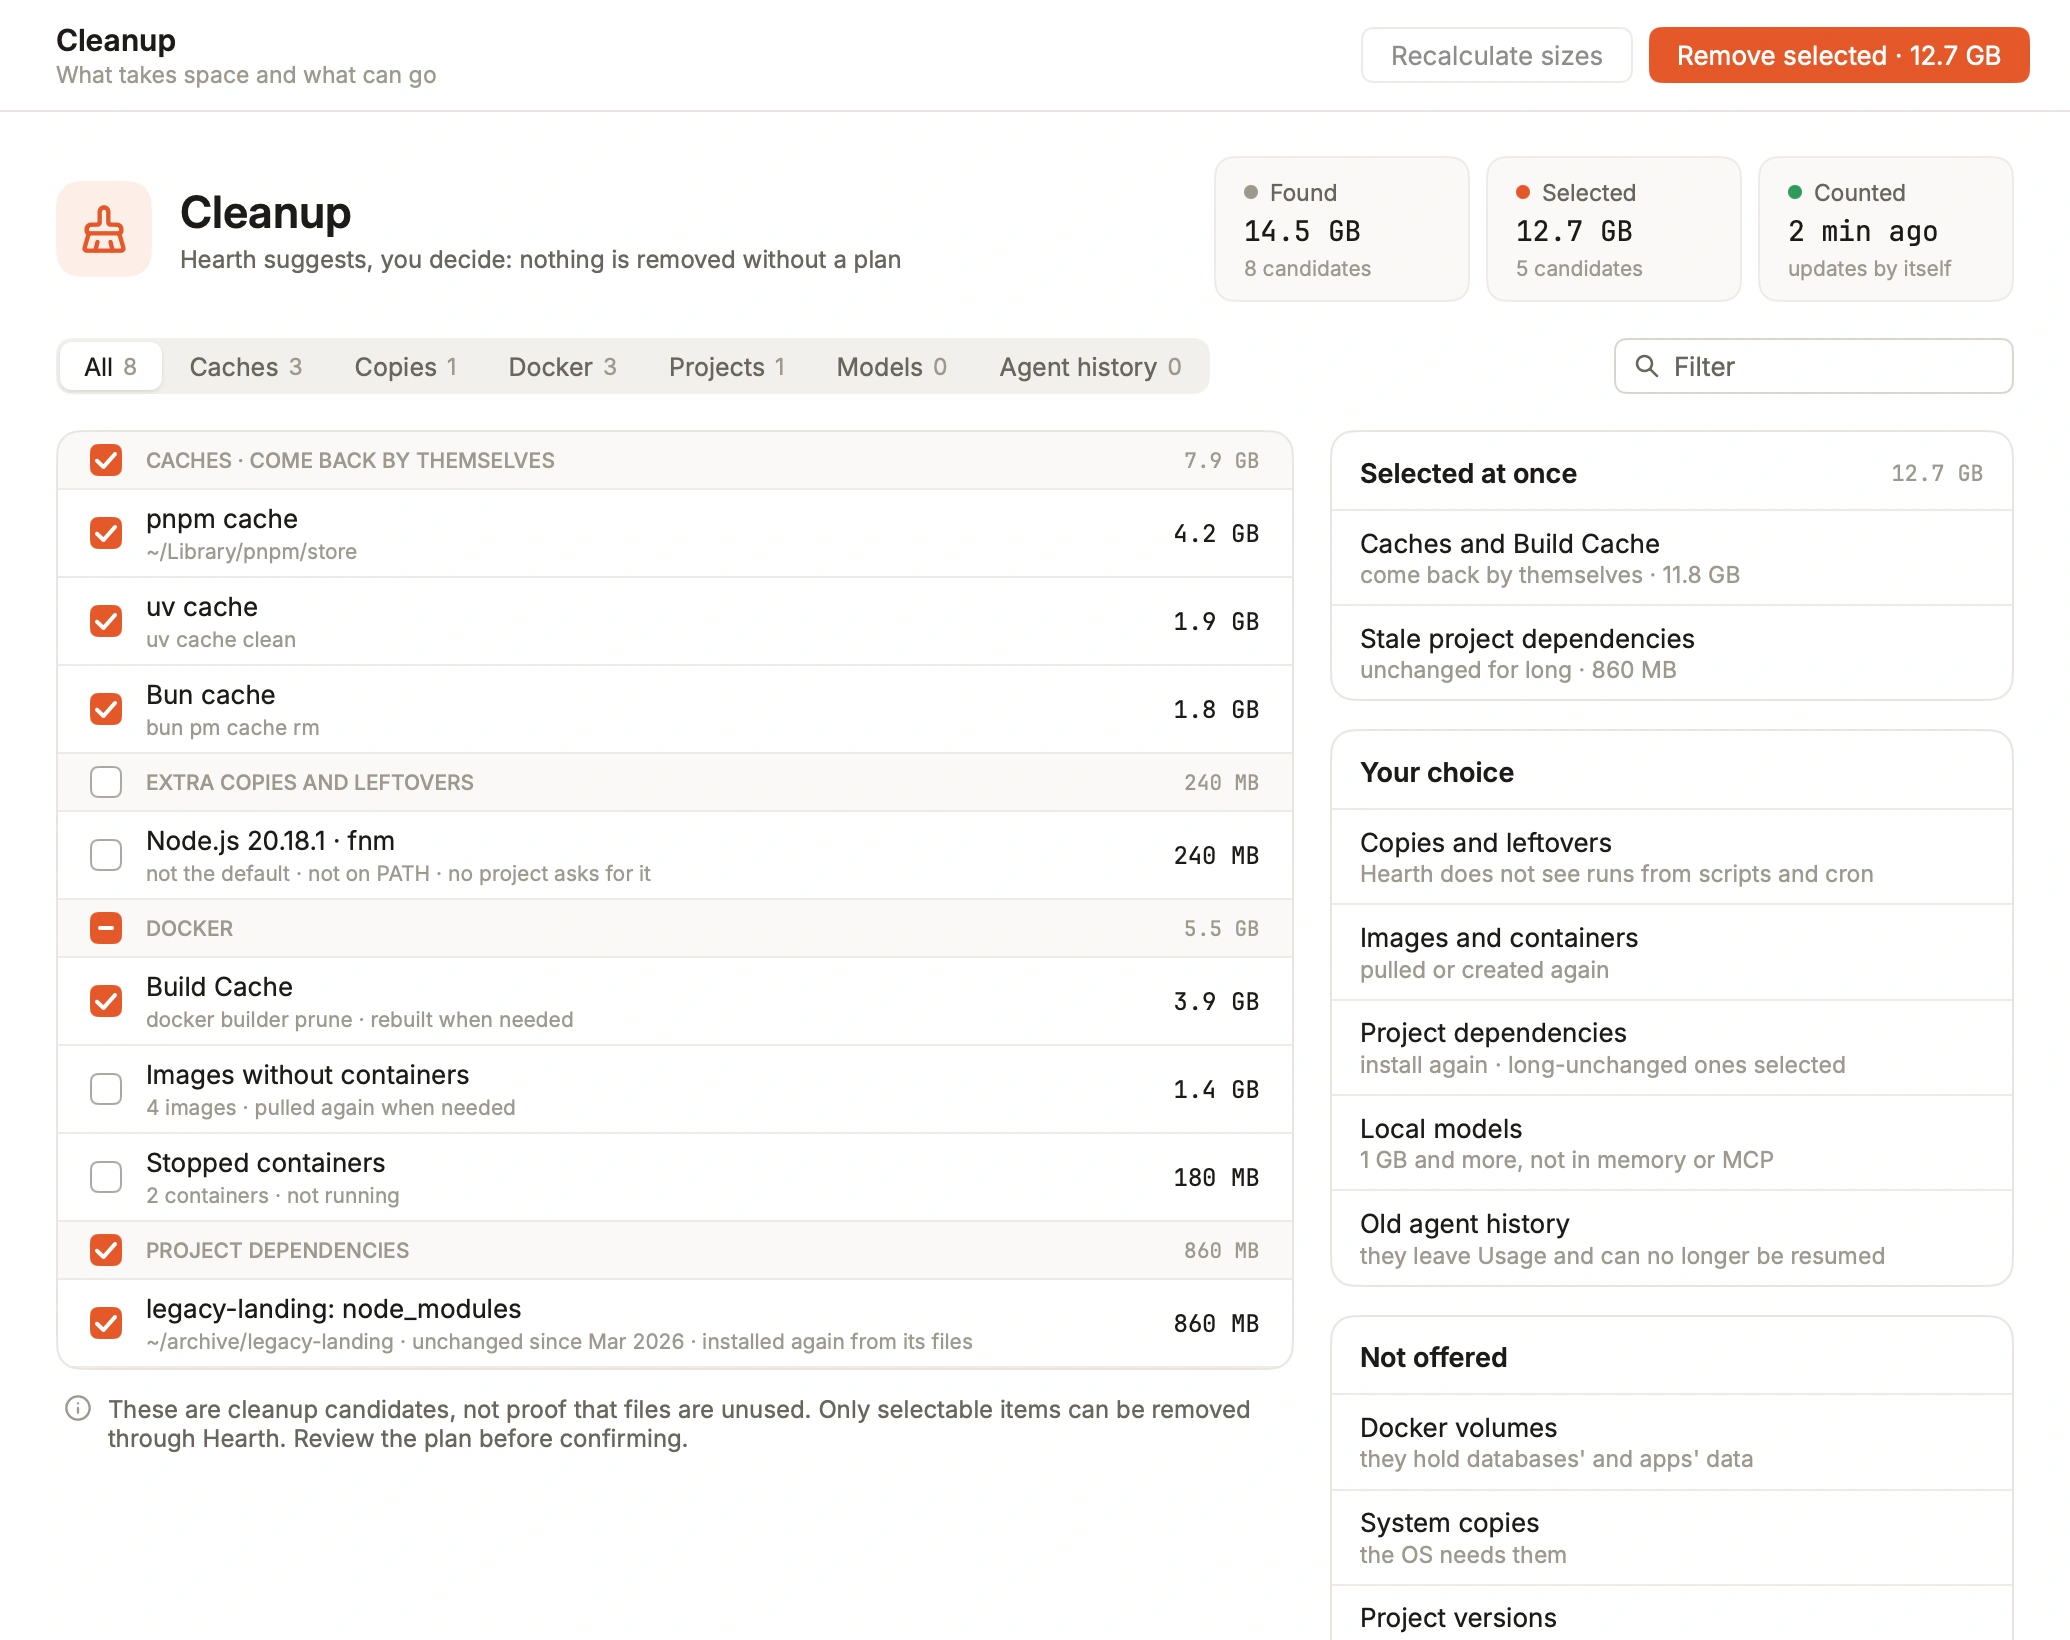 Cleanup
What takes space and what can go
Recalculate sizes
Remove selected · 12.7 GB
Cleanup
Hearth suggests, you decide: nothing is removed without a plan
Found
14.5 GB
8 candidates
Selected
12.7 GB
5 candidates
Counted
2 min ago
updates by itself
All 8
Caches 3
Copies 1
Docker 3
Projects 1
Models 0
Agent history 0
Filter
CACHES · COME BACK BY THEMSELVES 7.9 GB
pnpm cache
~/Library/pnpm/store
4.2 GB
uv cache
uv cache clean
1.9 GB
Bun cache
bun pm cache rm
1.8 GB
EXTRA COPIES AND LEFTOVERS 240 MB
Node.js 20.18.1 · fnm
not the default · not on PATH · no project asks for it
240 MB
DOCKER 5.5 GB
Build Cache
docker builder prune · rebuilt when needed
3.9 GB
Images without containers
4 images · pulled again when needed
1.4 GB
Stopped containers
2 containers · not running
180 MB
PROJECT DEPENDENCIES 860 MB
legacy-landing: node_modules
~/archive/legacy-landing · unchanged since Mar 2026 · installed again from its files
860 MB
These are cleanup candidates, not proof that files are unused. Only selectable items can be removed
through Hearth. Review the plan before confirming.
Selected at once 12.7 GB
Caches and Build Cache
come back by themselves · 11.8 GB
Stale project dependencies
unchanged for long · 860 MB
Your choice
Copies and leftovers
Hearth does not see runs from scripts and cron
Images and containers
pulled or created again
Project dependencies
install again · long-unchanged ones selected
Local models
1 GB and more, not in memory or MCP
Old agent history
they leave Usage and can no longer be resumed
Not offered
Docker volumes
they hold databases' and apps' data
System copies
the OS needs them
Project versions